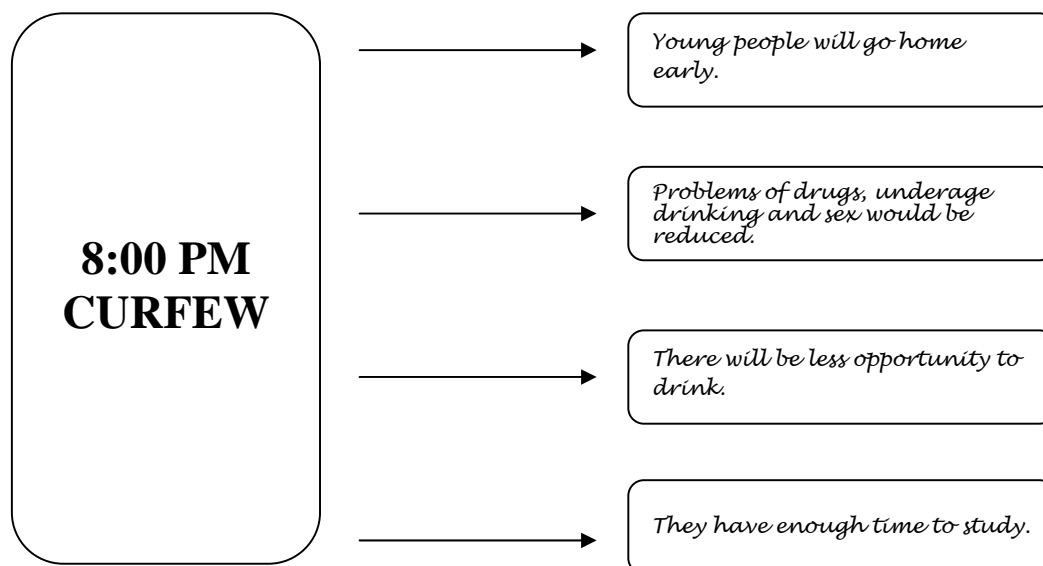 8:00 PM
CURFEW
Young people will go home
early.
Problems of drugs, underage
drinking and sex would be
reduced.
There will be less opportunity to
drink.
They have enough time to study.